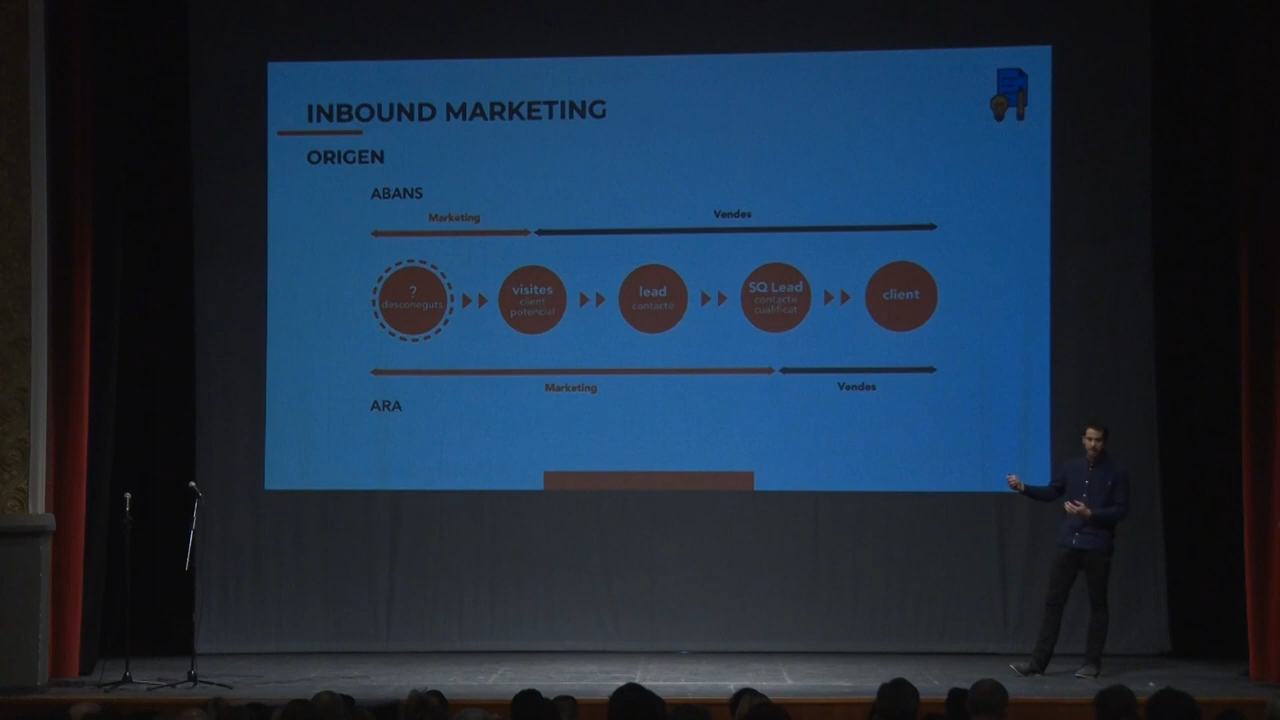 INBOUND MARKETING
ORIGEN
ABANS
Marketing
Vendes
?
desconeguts
visites
client
potencial
lead
contacte
SQ Lead
contacte
cualificat
client
Marketing
Vendes
ARA